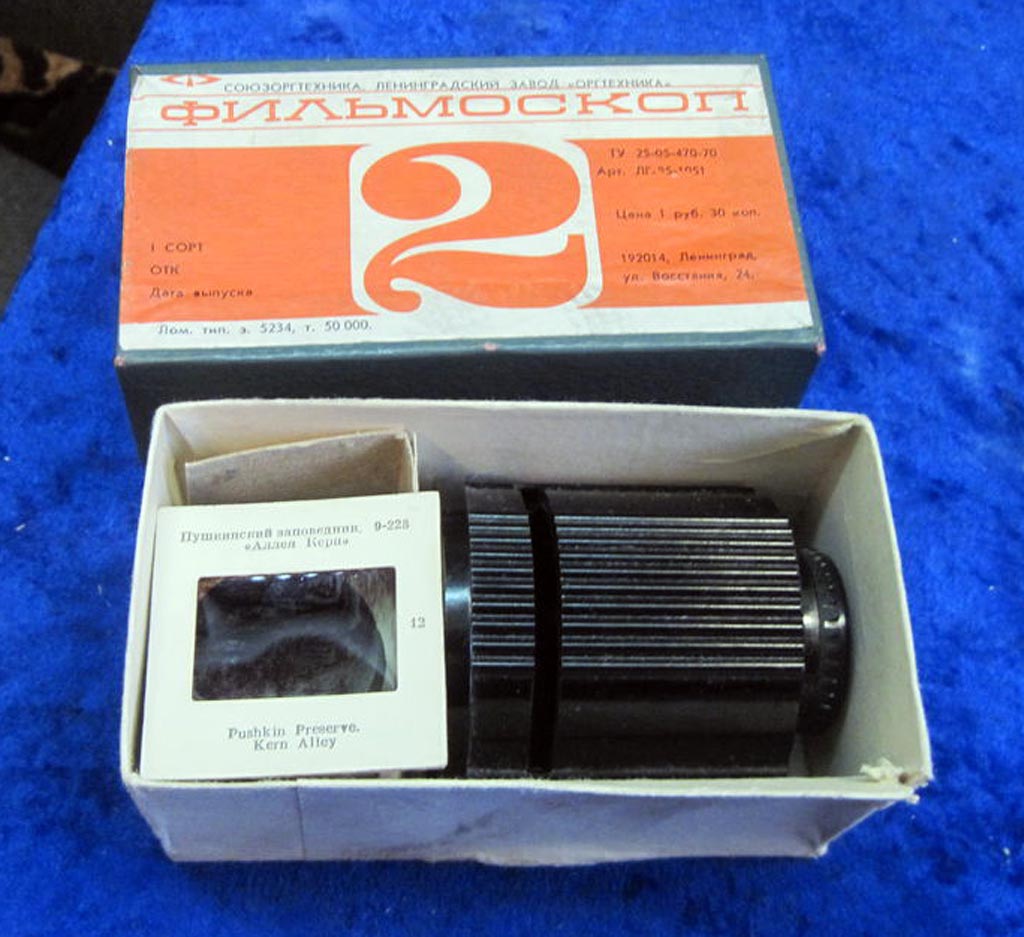 СОЮЗОРГТЕХНИКА. ЛЕНИНГРАДСКИЙ ЗАВОД «ОРГТЕХНИКА»
ФИЛЬМОСКОП
2
ТУ 25-05-470-70
Арт.
Цена 1 руб. 30 коп.
I СОРТ
ОТК
Дата выпуска
192014, Ленинград,
ул. Восстания, 24.
Лом. тип. з. 5234, т. 50 000.
Пушкинский заповедник, 9-223
«Аллея Керн»
12
Pushkin Preserve.
Kern Alley